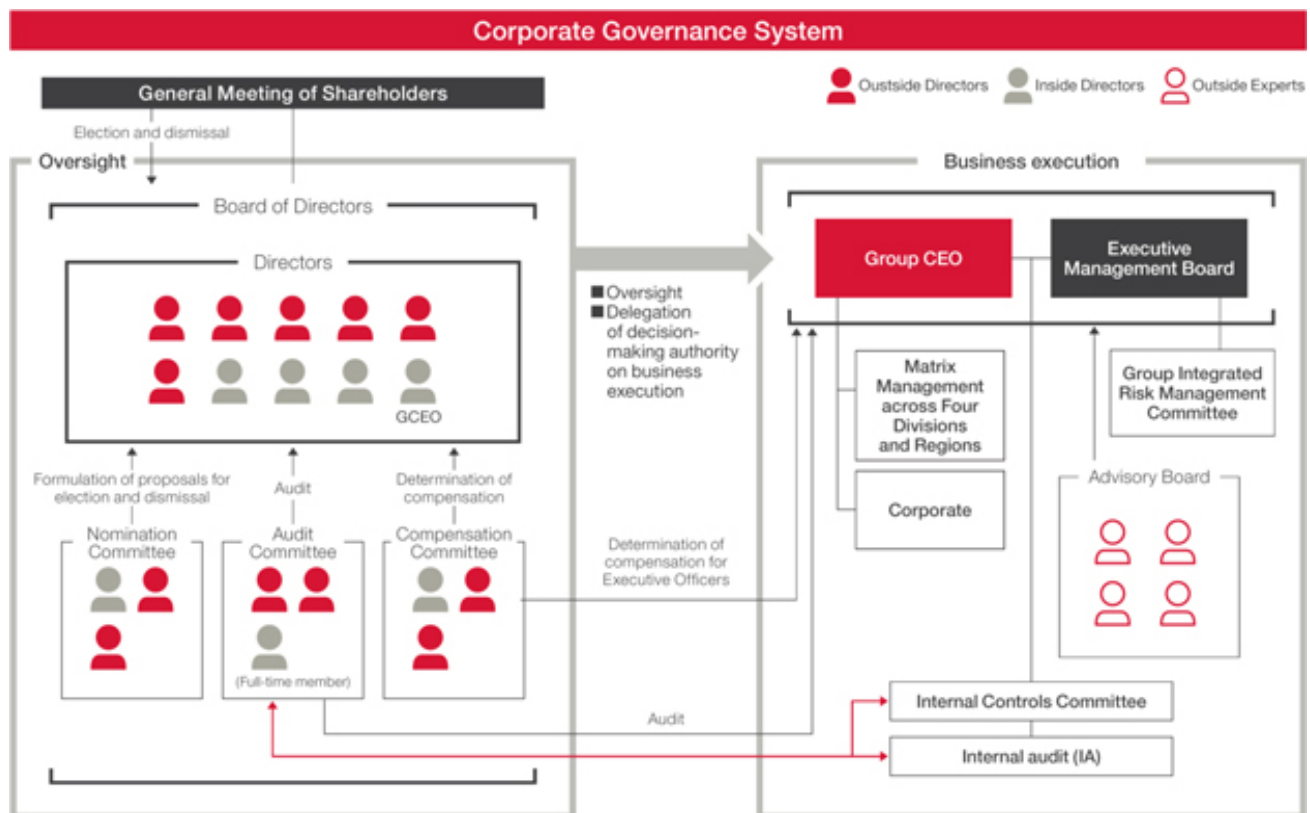 Corporate Governance System
General Meeting of Shareholders
Oustside Directors
Inside Directors
Outside Experts
Election and dismissal
Oversight
Board of Directors
Directors
GCEO
Formulation of proposals for
election and dismissal
Audit
Determination of
compensation
Nomination
Committee
Audit
Committee
(Full-time member)
Compensation
Committee
■ Oversight
■ Delegation
of decision-
making authority
on business
execution
Determination of
compensation for
Executive Officers
Audit
Business execution
Group CEO
Executive
Management Board
Matrix
Management
across Four
Divisions
and Regions
Corporate
Group Integrated
Risk Management
Committee
Advisory Board
Internal Controls Committee
Internal audit (IA)